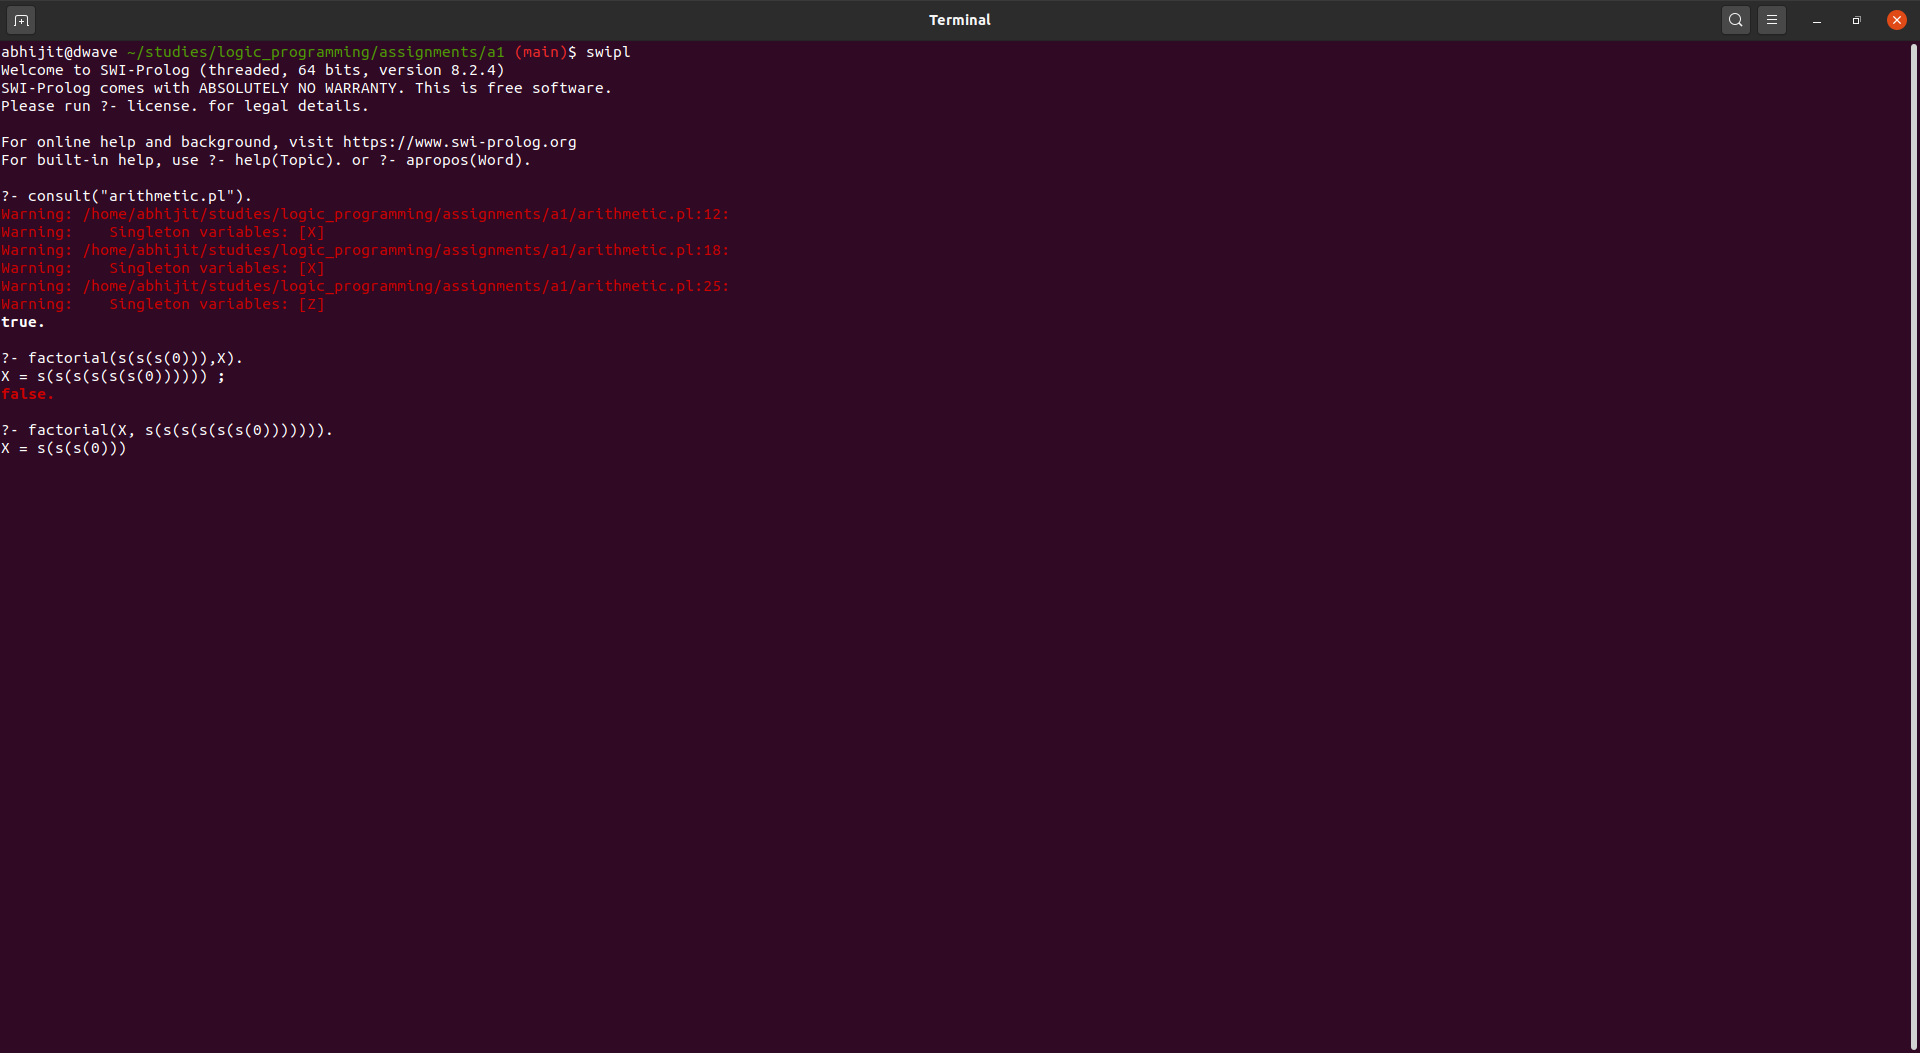 Terminal
abhijit@dwave ~/studies/logic_programming/assignments/a1 (main)$ swipl
Welcome to SWI-Prolog (threaded, 64 bits, version 8.2.4)
SWI-Prolog comes with ABSOLUTELY NO WARRANTY. This is free software.
Please run ?- license. for legal details.
For online help and background, visit https://www.swi-prolog.org
For built-in help, use ?- help(Topic). or ?- apropos(Word).
?- consult("arithmetic.pl").
Warning: /home/abhijit/studies/logic_programming/assignments/a1/arithmetic.pl:12:
Warning:    Singleton variables: [X]
Warning: /home/abhijit/studies/logic_programming/assignments/a1/arithmetic.pl:18:
Warning:    Singleton variables: [X]
Warning: /home/abhijit/studies/logic_programming/assignments/a1/arithmetic.pl:25:
Warning:    Singleton variables: [Z]
true.
?- factorial(s(s(s(0))),X).
X = s(s(s(s(s(s(0)))))) ;
false.
?- factorial(X, s(s(s(s(s(s(0))))))).
X = s(s(s(0)))